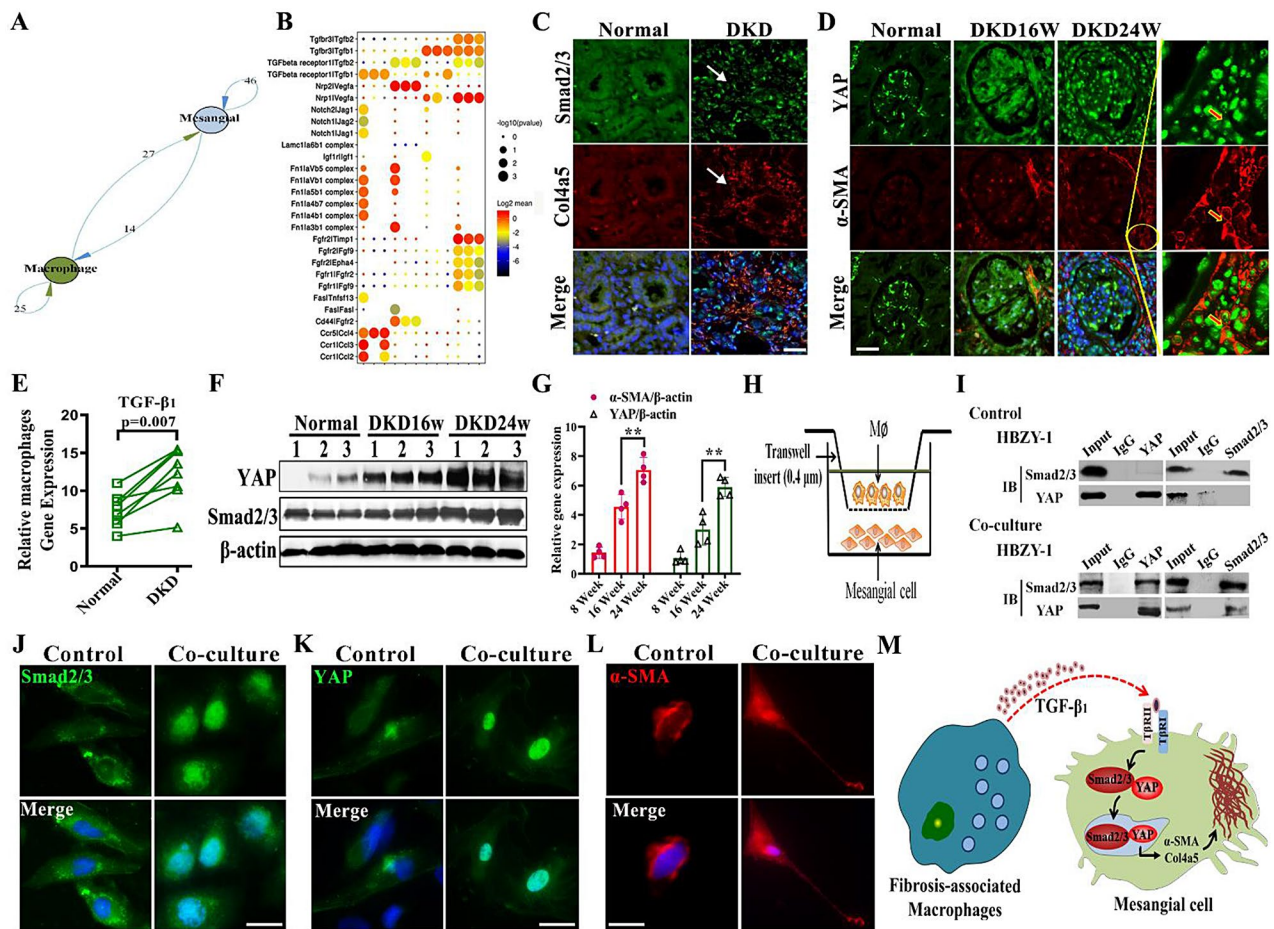 A
46
Mesangial
27
14
Macrophage
25
B
Tgfbr3|Tgfb2
Tgfbr3|Tgfb1
TGFbeta receptor1|Tgfb2
TGFbeta receptor1|Tgfb1
Nrp2|Vegfa
Nrp1|Vegfa
Notch2|Jag1
Notch1|Jag2
Notch1|Jag1
Lamc1|a6b1 complex
Igf1r|Igf1
Fn1|aVb5 complex
Fn1|aVb1 complex
Fn1|a5b1 complex
Fn1|a4b7 complex
Fn1|a4b1 complex
Fn1|a3b1 complex
Fgfr2|Timp1
Fgfr2|Fgf9
Fgfr2|Epha4
Fgfr1|Fgfr2
Fgfr1|Fgf9
Fas|Tnfsf13
Fas|Fasl
Cd44|Fgfr2
Ccr5|Ccl4
Ccr1|Ccl3
Ccr1|Ccl2
-log10(pvalue)
0
1
2
3
Log2 mean
0
-2
-4
-6
C
Normal DKD
Smad2/3
Col4a5
Merge
D
Normal DKD16W DKD24W
YAP
α-SMA
Merge
E
TGF-β1
p=0.007
Relative macrophages
Gene Expression
20
15
10
5
0
Normal
DKD
F
Normal DKD16w DKD24w
1 2 3 1 2 3 1 2 3
YAP
Smad2/3
β-actin
G
α-SMA/β-actin
YAP/β-actin
Relative gene expression
10
8
6
4
2
0
**
**
8 Week
16 Week
24 Week
8 Week
16 Week
24 Week
H
Mø
Transwell
insert (0.4 μm)
Mesangial cell
I
Control
HBZY-1
Input IgG YAP Input IgG Smad2/3
IB
Smad2/3
YAP
Co-culture
HBZY-1
Input IgG YAP Input IgG Smad2/3
IB
Smad2/3
YAP
J
Control Co-culture
Smad2/3
Merge
K
Control Co-culture
YAP
Merge
L
Control Co-culture
α-SMA
Merge
M
TGF-β1
TβRII
TβRI
Smad2/3
YAP
Smad2/3
YAP
α-SMA
Col4a5
Fibrosis-associated
Macrophages
Mesangial cell